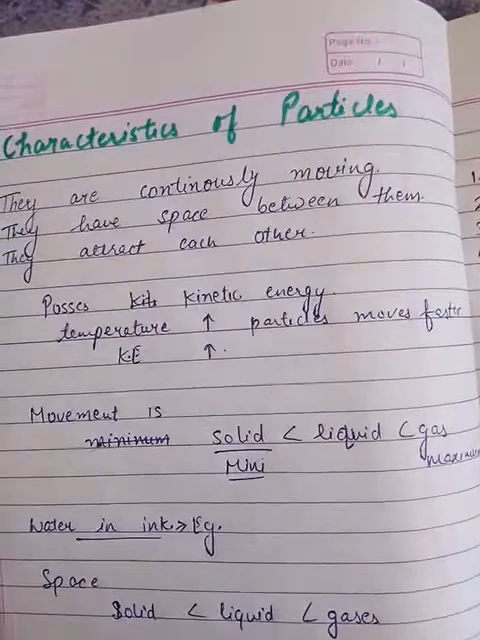 Page No.:
Date: / /
Characteristics of Particles
They are continously moving.
They have space between them.
They attract each other.
Posses kinetic energy.
temperature ↑ particles moves faster
K.E ↑.
Movement is
minimum solid < liquid < gas
Mini maximum
Water in ink > Eg.
Space
Solid < liquid < gases